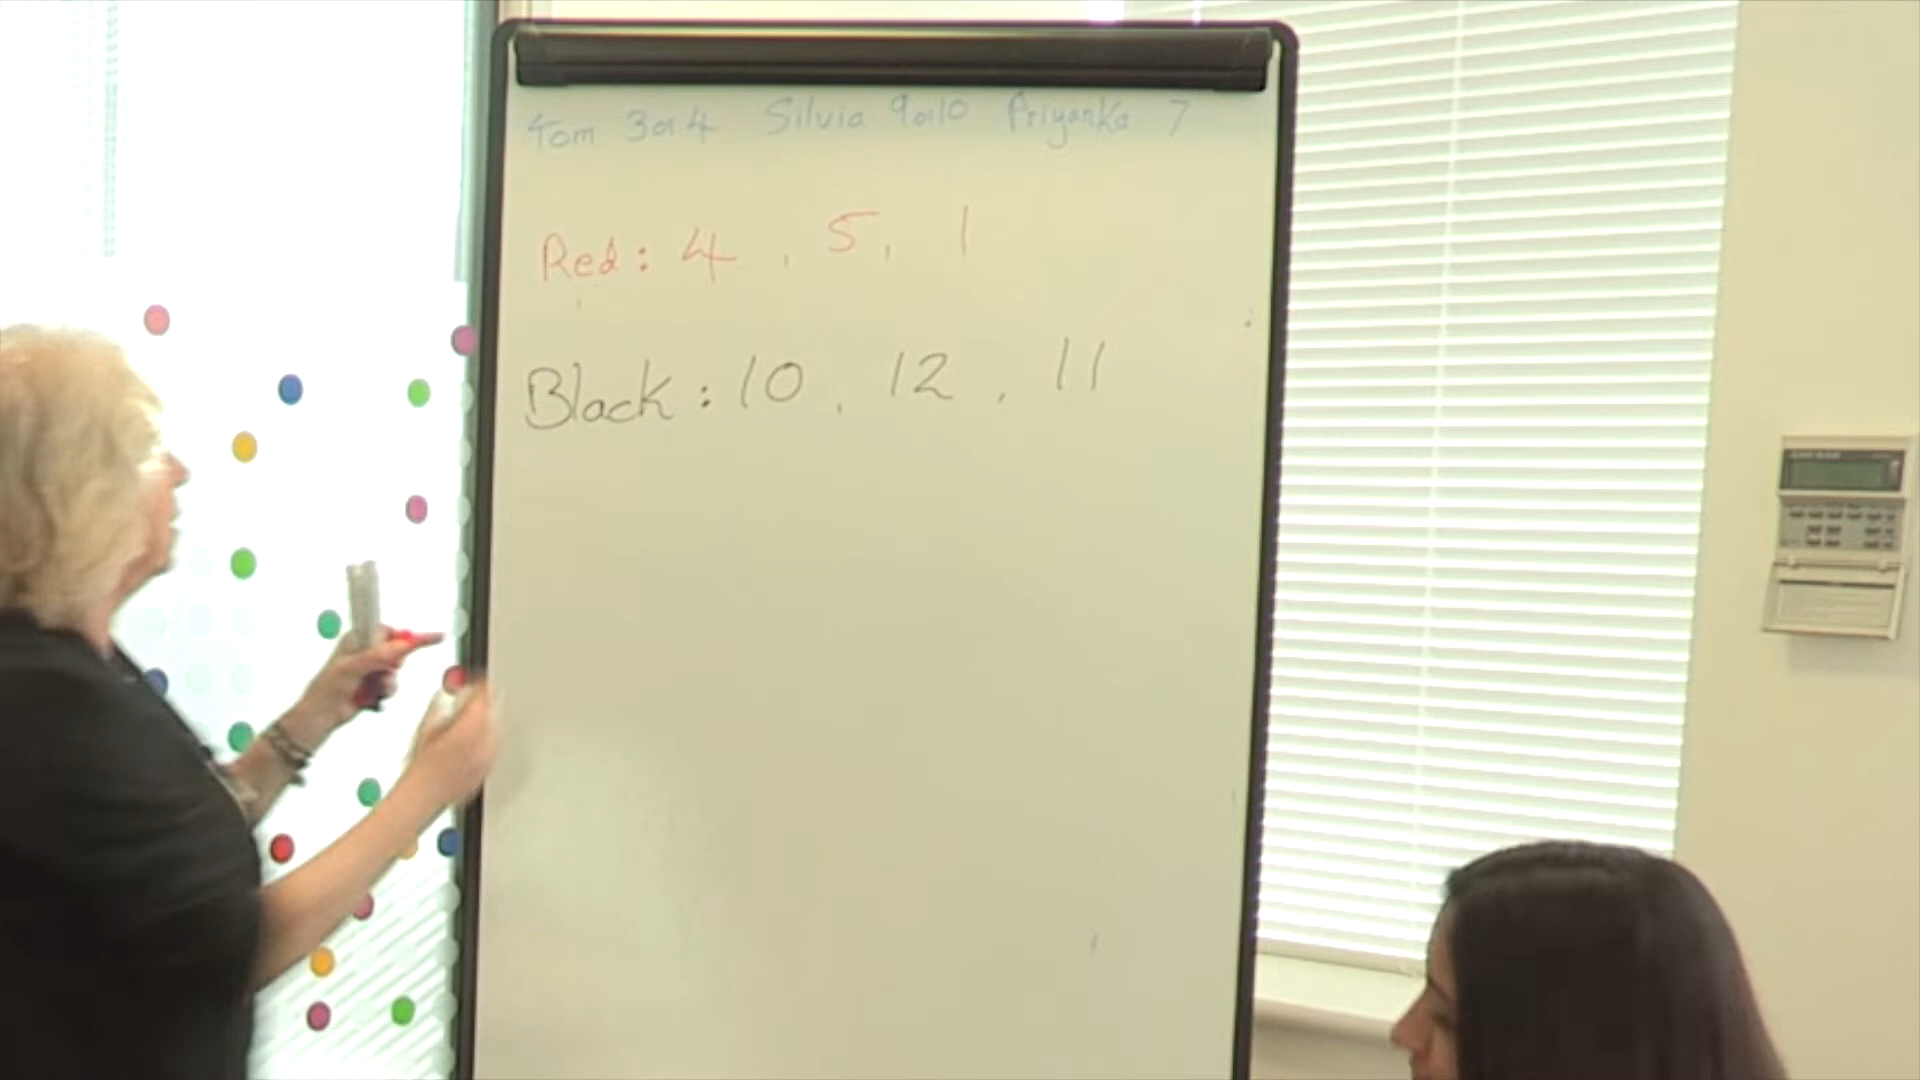 Tom 3or4 Silvia 9or10 Priyanka 7
Red: 4, 5, 1
Black: 10, 12, 11